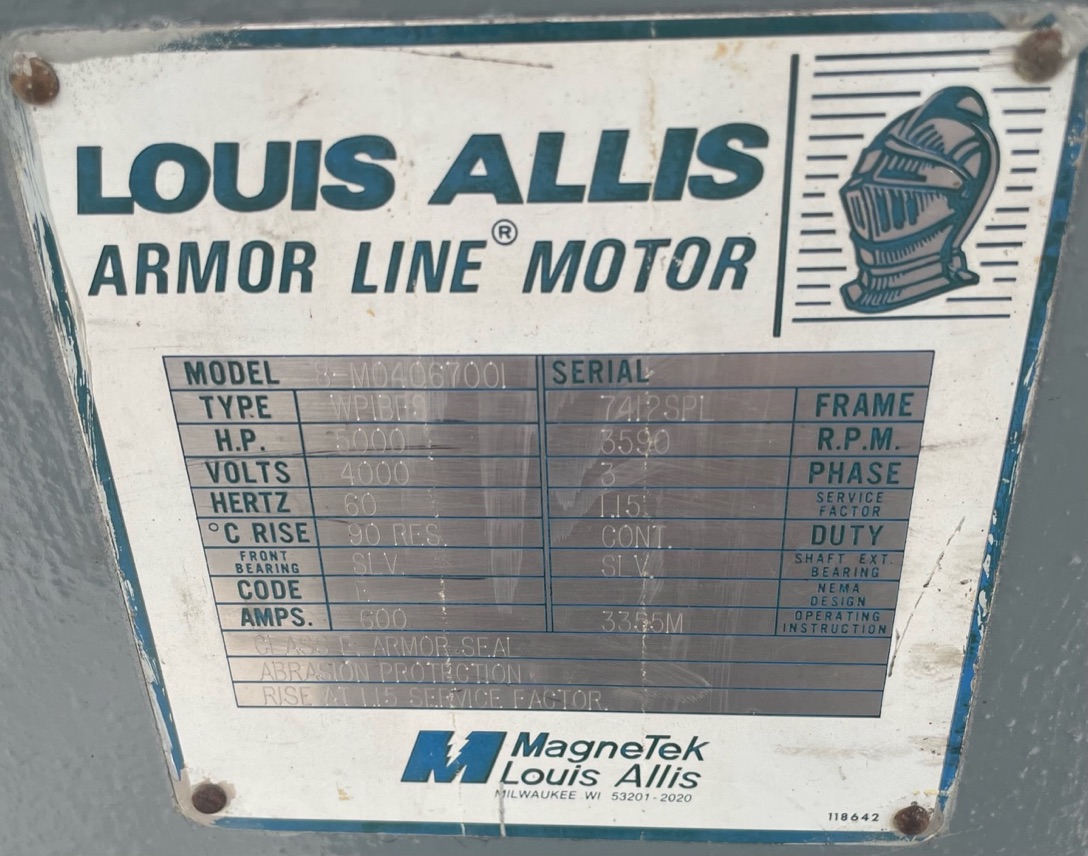 LOUIS ALLIS
ARMOR LINE® MOTOR
MODEL 8-M04067001 SERIAL
TYPE 7412SPL FRAME
H.P. 5000 3590 R.P.M.
VOLTS 4000 3 PHASE
HERTZ 60 1.15 SERVICE FACTOR
°C RISE 90 RES. CONT. DUTY
FRONT BEARING SLV. SLV. SHAFT EXT. BEARING
CODE NEMA DESIGN
AMPS. 600 3355M OPERATING INSTRUCTION
CLASS ARMOR SEAL
ABRASION PROTECTION
RISE AT 1.15 SERVICE FACTOR.
MagneTek
Louis Allis
MILWAUKEE WI 53201-2020
118642